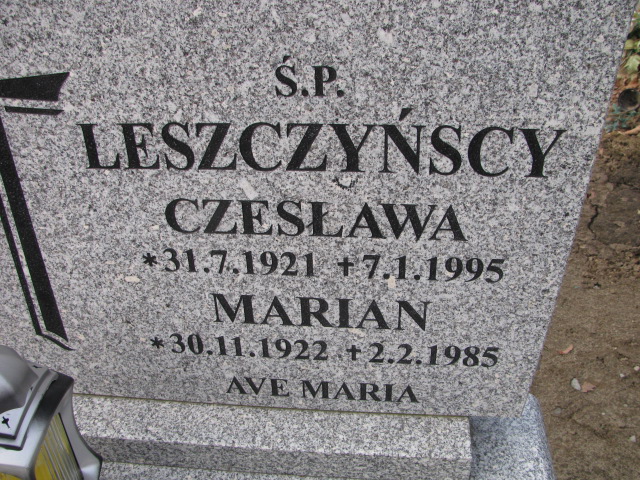 Ś.P.
LESZCZYŃSCY
CZESŁAWA
*31.7.1921 +7.1.1995
MARIAN
*30.11.1922 +2.2.1985
AVE MARIA